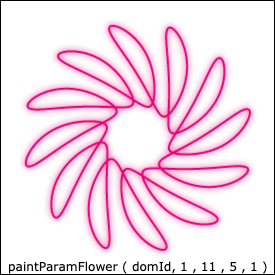 paintParamFlower ( domId, 1 , 11 , 5 , 1 )